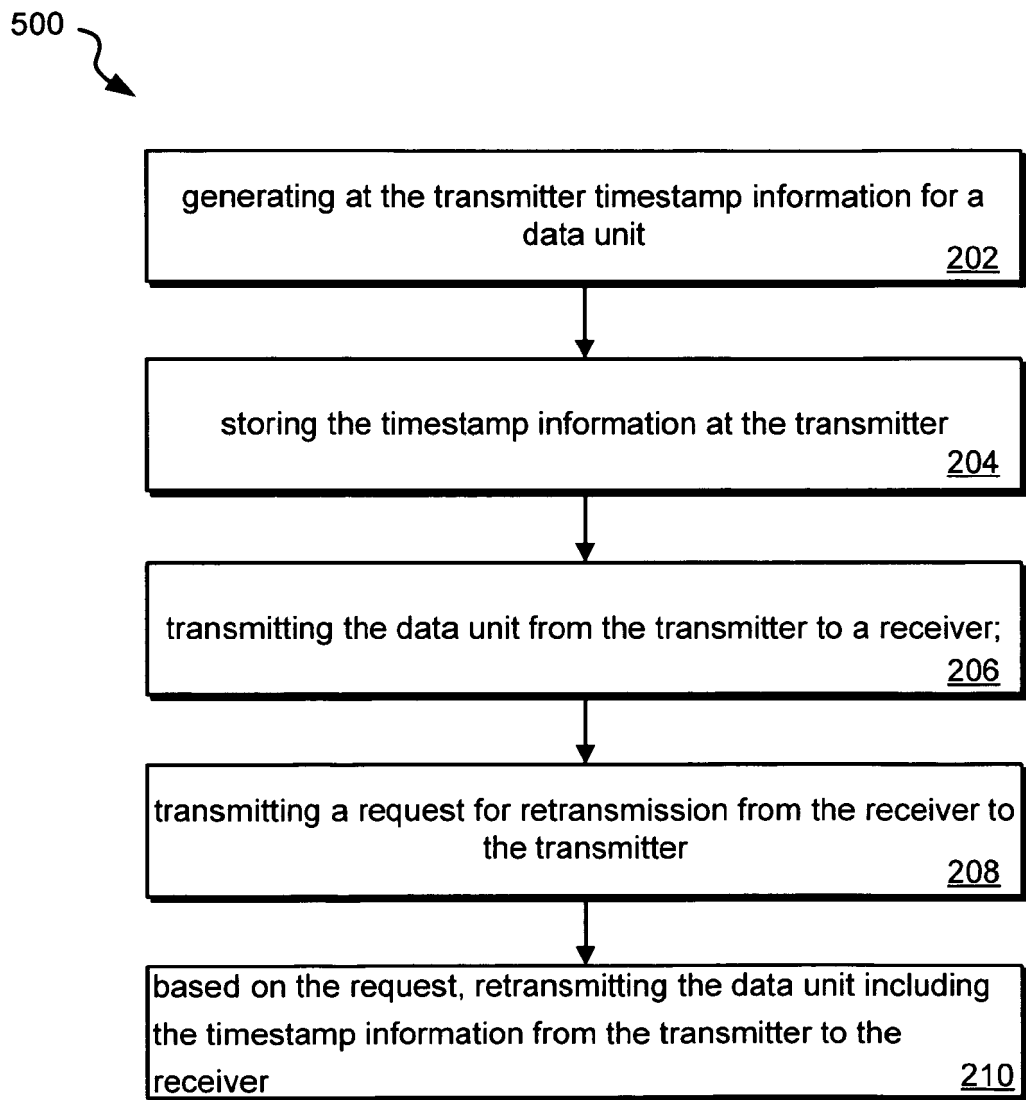 500
generating at the transmitter timestamp information for a
data unit
202
storing the timestamp information at the transmitter
204
transmitting the data unit from the transmitter to a receiver;
206
transmitting a request for retransmission from the receiver to
the transmitter
208
based on the request, retransmitting the data unit including
the timestamp information from the transmitter to the
receiver
210